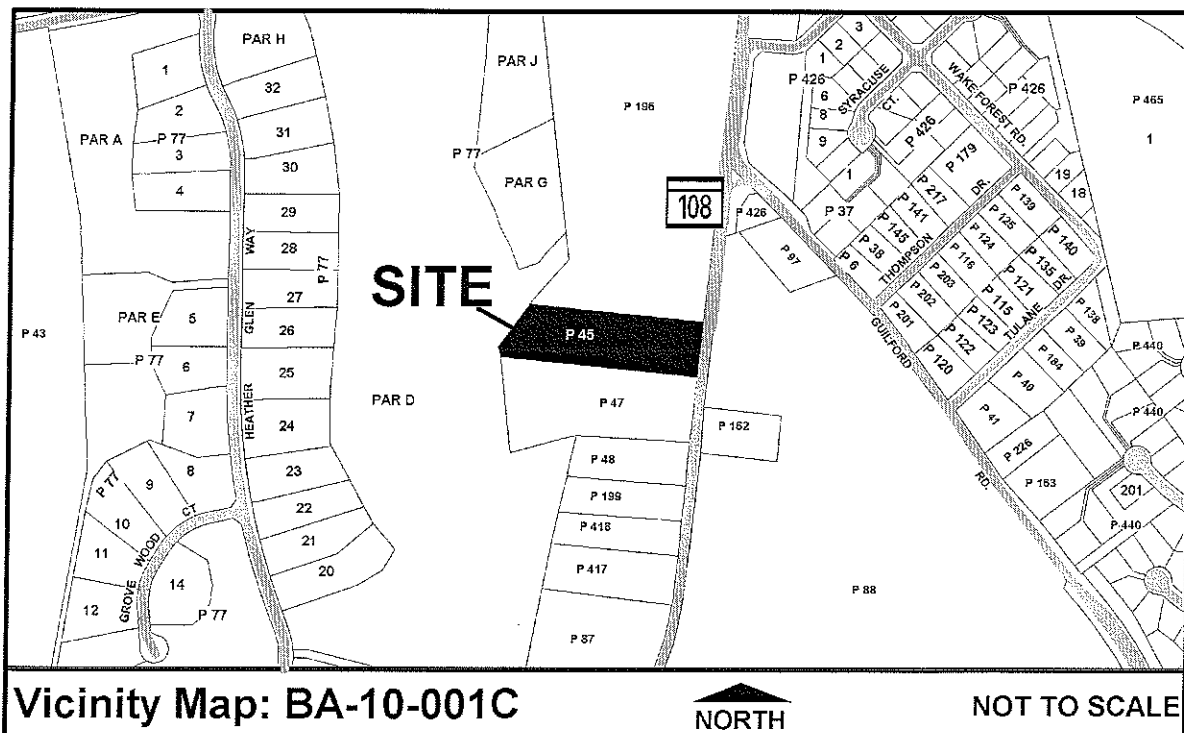 PAR H
PAR J
3
2
1
P 426
6
8
9
SYRACUSE
CT.
WAKE FOREST RD.
P 426
P 465
1
1
32
2
P 77
31
PAR A
3
30
4
P 196
P 77
PAR G
108
P 426
P 179
P 217
DR.
P 141
P 145
P 38
P 6
P 37
1
P 426
P 97
THOMPSON
P 139
19
18
P 125
P 124
P 116
P 203
P 202
P 201
P 140
P 135
P 121
P 115
P 123
P 122
P 120
DR.
TULANE
P 138
P 39
P 184
P 40
P 41
P 226
P 153
P 440
P 440
201
P 440
GUILFORD
RD.
29
28
P 77
27
26
25
24
23
22
21
20
HEATHER
GLEN
WAY
SITE
P 45
P 43
PAR E
5
P 77
6
7
PAR D
P 47
P 162
P 48
P 199
P 418
P 417
P 87
P 88
8
P 77
9
10
11
12
14
P 77
GROVE
WOOD
CT
Vicinity Map: BA-10-001C
NORTH
NOT TO SCALE